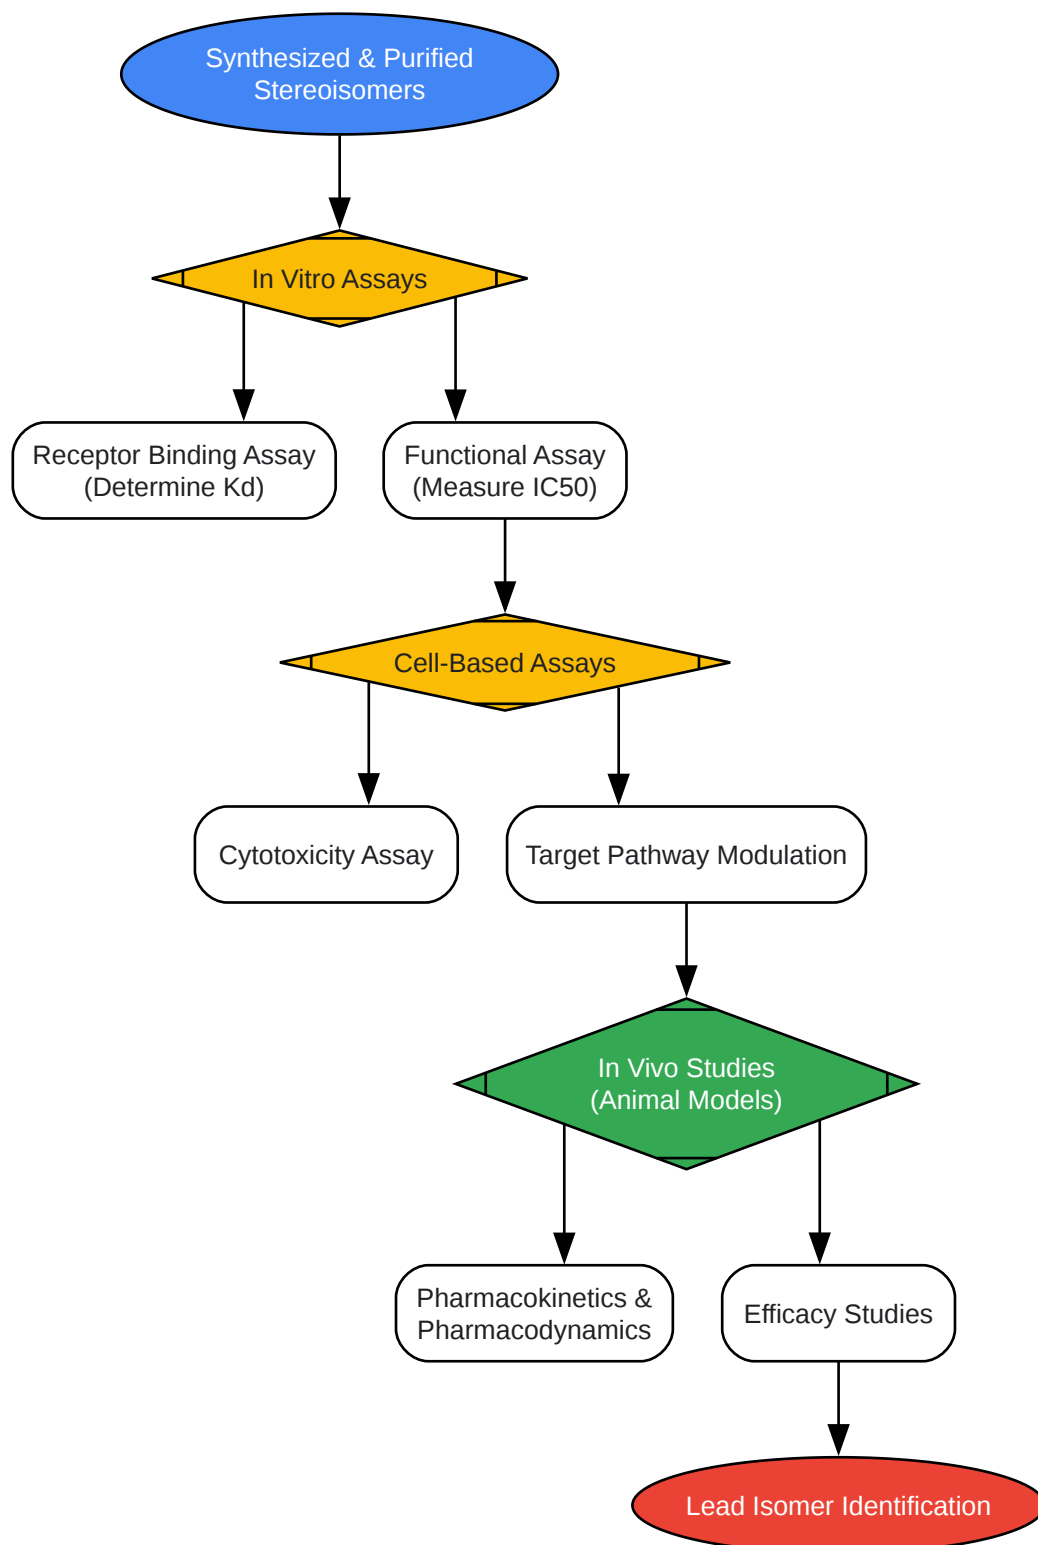 Synthesized & Purified
Stereoisomers
In Vitro Assays
Receptor Binding Assay
(Determine Kd)
Functional Assay
(Measure IC50)
Cell-Based Assays
Cytotoxicity Assay
Target Pathway Modulation
In Vivo Studies
(Animal Models)
Pharmacokinetics &
Pharmacodynamics
Efficacy Studies
Lead Isomer Identification